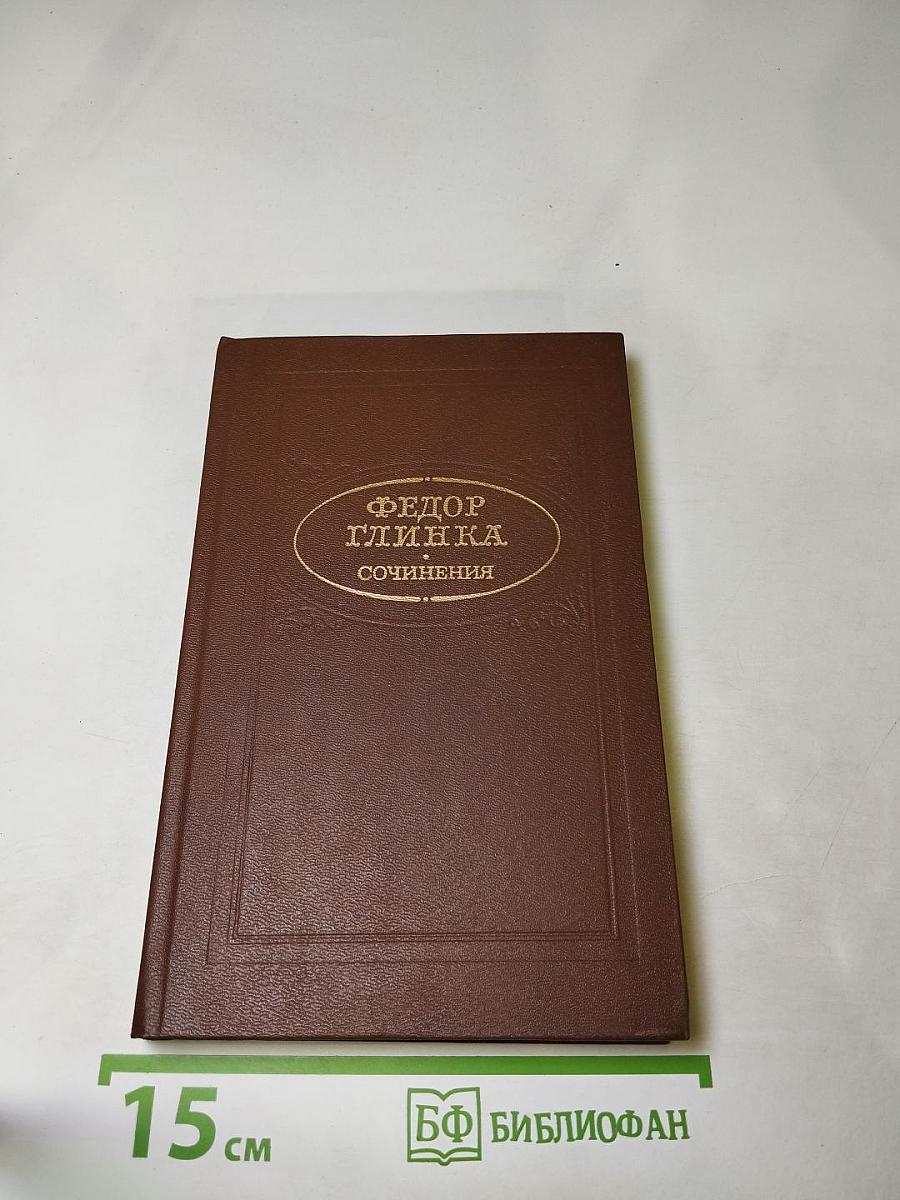 ФЕДОР
ГЛИНКА
СОЧИНЕНИЯ
15 см
БФ БИБЛИОФАН